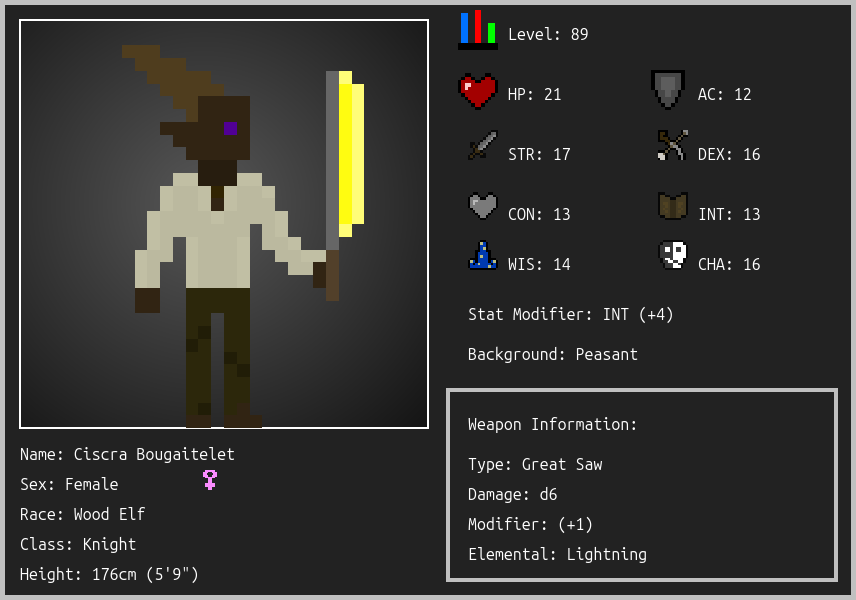 Level: 89
HP: 21
AC: 12
STR: 17
DEX: 16
CON: 13
INT: 13
WIS: 14
CHA: 16
Stat Modifier: INT (+4)
Background: Peasant
Weapon Information:
Type: Great Saw
Damage: d6
Modifier: (+1)
Elemental: Lightning
Name: Ciscra Bougaitelet
Sex: Female
Race: Wood Elf
Class: Knight
Height: 176cm (5'9")